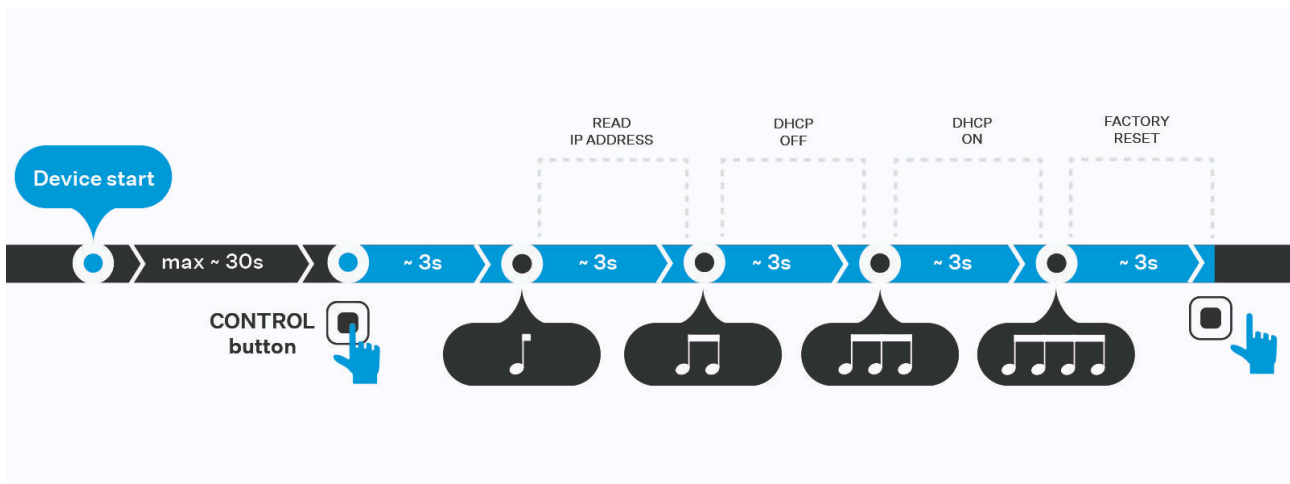 READ
IP ADDRESS
DHCP
OFF
DHCP
ON
FACTORY
RESET
Device start
max ~ 30s
~ 3s
~ 3s
~ 3s
~ 3s
~ 3s
CONTROL
button